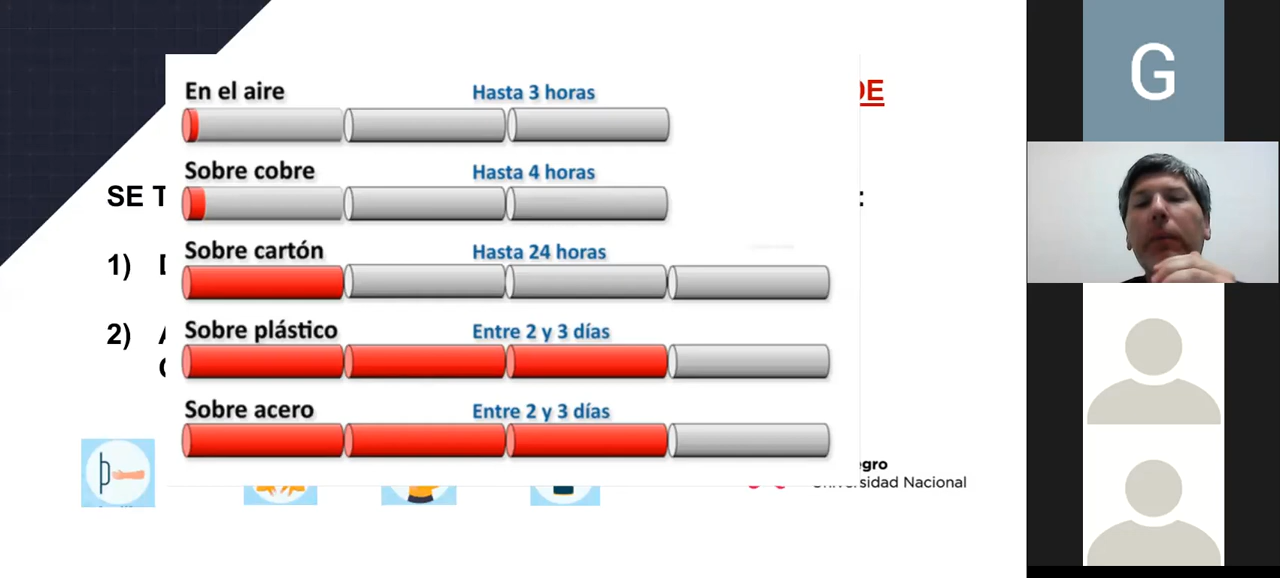 En el aire Hasta 3 horas
DE
Sobre cobre Hasta 4 horas
SE T :
Sobre cartón Hasta 24 horas
1)
Sobre plástico Entre 2 y 3 días
2)
Sobre acero Entre 2 y 3 días
egro
Universidad Nacional
G